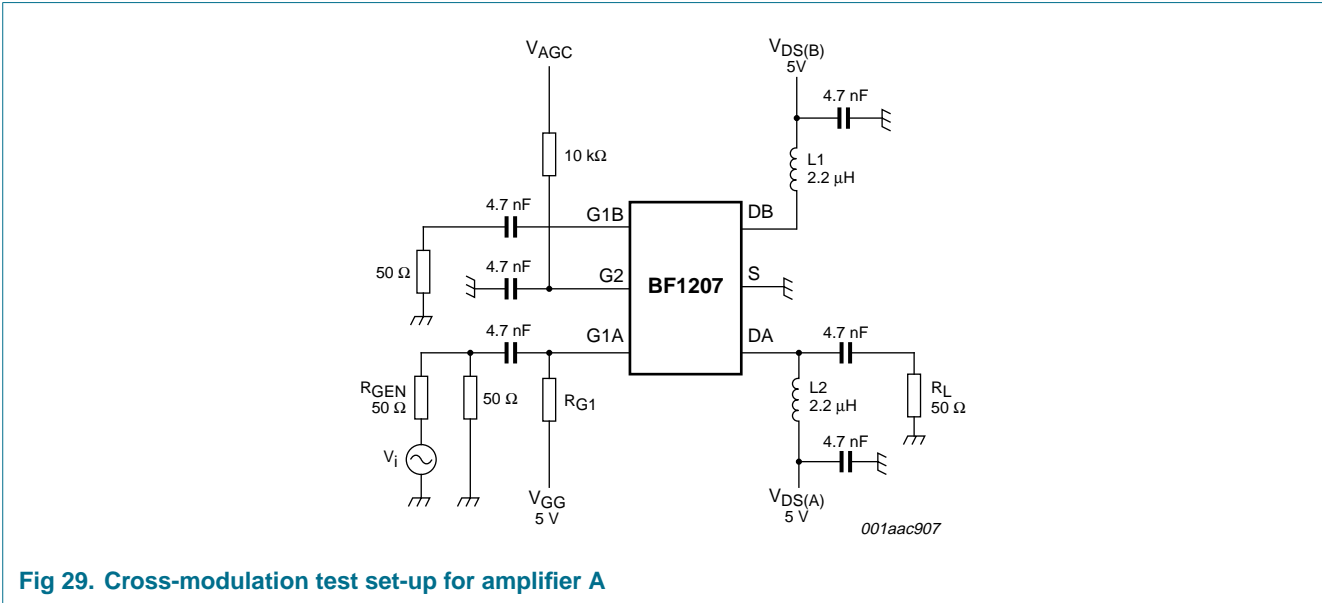 VAGC
VDS(B)
5V
4.7 nF
10 kΩ
L1
2.2 μH
4.7 nF
G1B
DB
50 Ω
4.7 nF
G2
BF1207
S
4.7 nF
G1A
DA
4.7 nF
RGEN
50 Ω
50 Ω
RG1
L2
2.2 μH
RL
50 Ω
Vi
4.7 nF
VGG
5 V
VDS(A)
5 V
001aac907
Fig 29. Cross-modulation test set-up for amplifier A